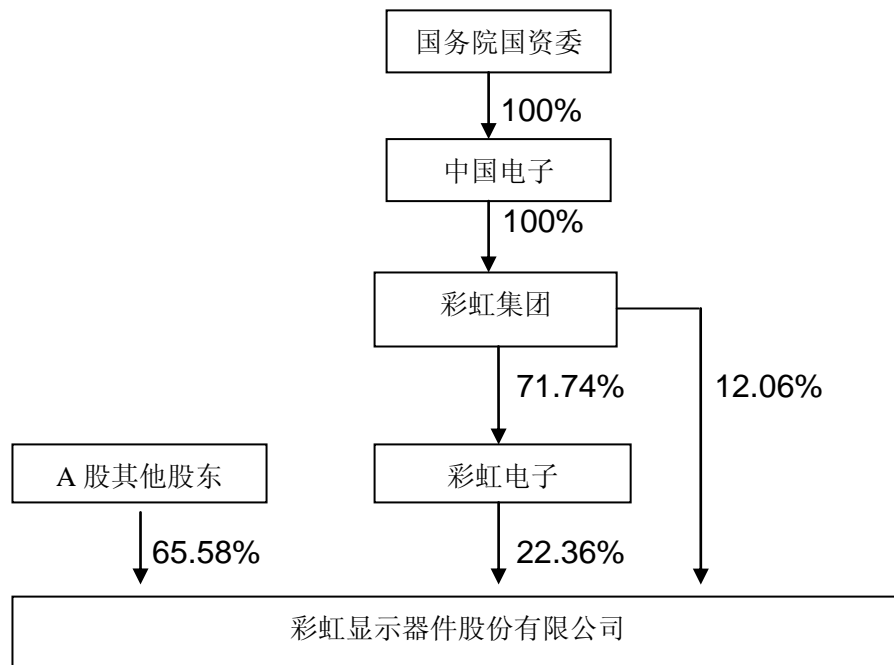 国务院国资委
100%
中国电子
100%
彩虹集团
71.74%
12.06%
A 股其他股东
彩虹电子
65.58%
22.36%
彩虹显示器件股份有限公司